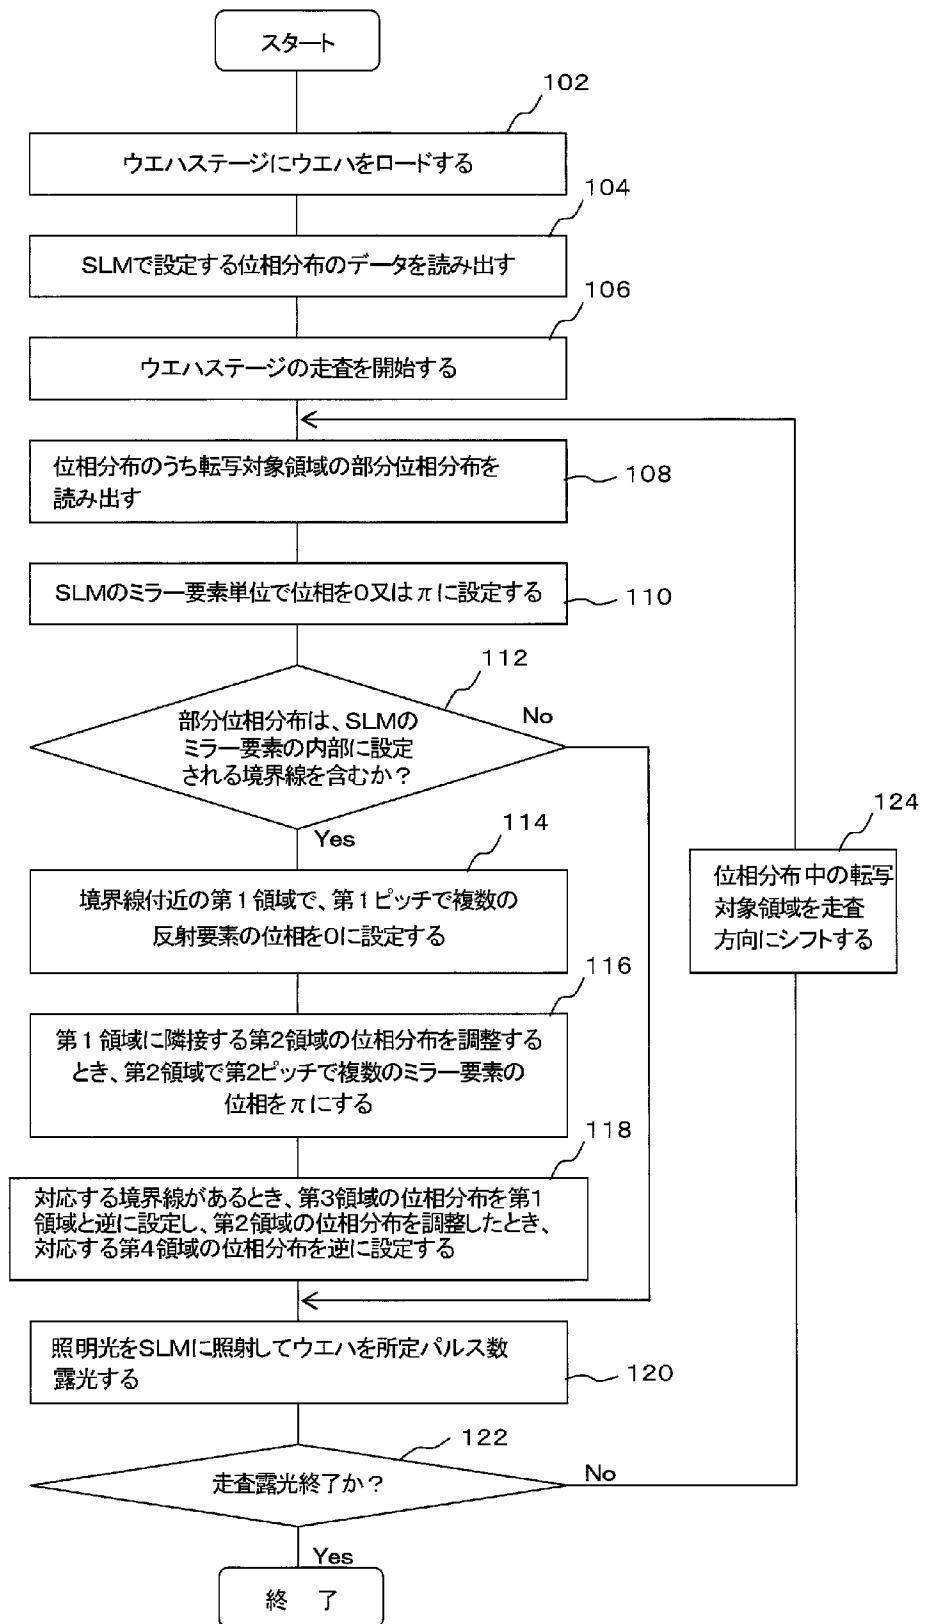 スタート
102
ウエハステージにウエハをロードする
104
SLMで設定する位相分布のデータを読み出す
106
ウエハステージの走査を開始する
位相分布のうち転写対象領域の部分位相分布を
読み出す
108
SLMのミラー要素単位で位相を0又はπに設定する
110
112
部分位相分布は、SLMの
ミラー要素の内部に設定
される境界線を含むか？
No
Yes
114
境界線付近の第1領域で、第1ピッチで複数の
反射要素の位相を0に設定する
116
第1領域に隣接する第2領域の位相分布を調整する
とき、第2領域で第2ピッチで複数のミラー要素の
位相をπにする
118
対応する境界線があるとき、第3領域の位相分布を第1
領域と逆に設定し、第2領域の位相分布を調整したとき、
対応する第4領域の位相分布を逆に設定する
124
位相分布中の転写
対象領域を走査
方向にシフトする
照明光をSLMに照射してウエハを所定パルス数
露光する
120
122
走査露光終了か？
No
Yes
終 了